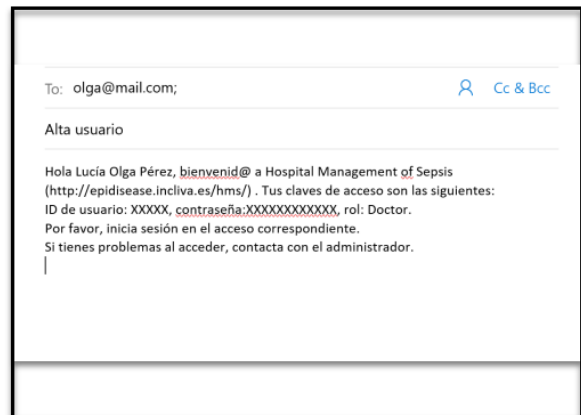 To: olga@mail.com; Cc & Bcc
Alta usuario
Hola Lucía Olga Pérez, bienvenid@ a Hospital Management of Sepsis
(http://epidisease.incliva.es/hms/) . Tus claves de acceso son las siguientes:
ID de usuario: XXXXX, contraseña:XXXXXXXXXXXX, rol: Doctor.
Por favor, inicia sesión en el acceso correspondiente.
Si tienes problemas al acceder, contacta con el administrador.